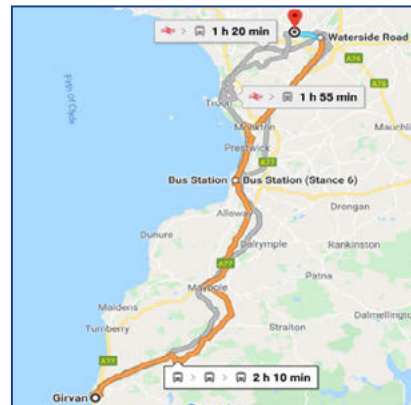 1 h 20 min
Waterside Road
A76
Firth of Clyde
Troon
1 h 55 min
A76
Monkton
Mauchli
Prestwick
A77
Bus Station
Bus Station (Stance 6)
Alloway
Drongan
Dunure
Dalrymple
Rankinston
A77
Patna
Maybole
Dalmellington
Maidens
Turnberry
Straiton
A77
2 h 10 min
Girvan